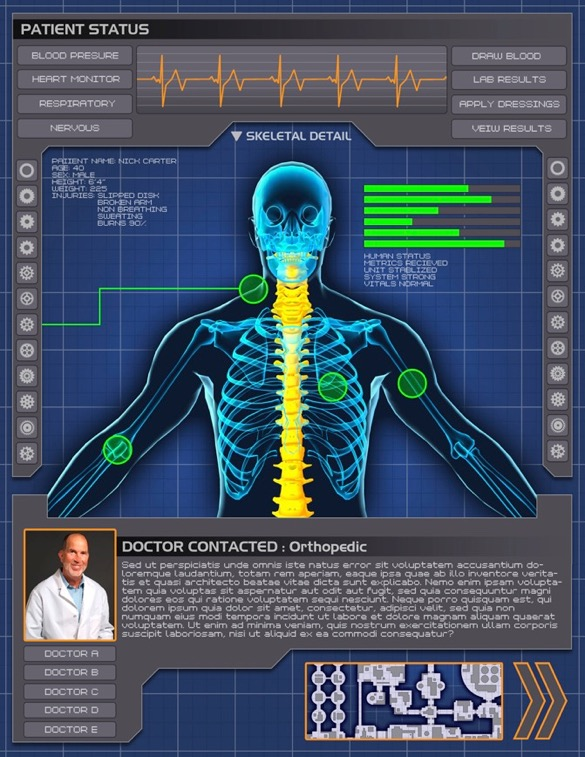 PATIENT STATUS
BLOOD PRESURE
HEART MONITOR
RESPIRATORY
NERVOUS
DRAW BLOOD
LAB RESULTS
APPLY DRESSINGS
VEIW RESULTS
SKELETAL DETAIL
PATIENT NAME: NICK CARTER
AGE: 40
SEX: MALE
HEIGHT: 6'4"
WEIGHT: 225
INJURIES: SLIPPED DISK
BROKEN ARM
NON BREATHING
SWEATING
BURNS 90%
HUMAN STATUS
METRICS RECIEVED
UNIT STABLIZED
SYSTEM STRONG
VITALS NORMAL
DOCTOR CONTACTED : Orthopedic
Sed ut perspiciatis unde omnis iste natus error sit voluptatem accusantium do-
loremque laudantium, totam rem aperiam, eaque ipsa quae ab illo inventore verita-
tis et quasi architecto beatae vitae dicta sunt explicabo. Nemo enim ipsam volupta-
tem quia voluptas sit aspernatur aut odit aut fugit, sed quia consequuntur magni
dolores eos qui ratione voluptatem sequi nesciunt. Neque porro quisquam est, qui
dolorem ipsum quia dolor sit amet, consectetur, adipisci velit, sed quia non
numquam eius modi tempora incidunt ut labore et dolore magnam aliquam quaerat
voluptatem. Ut enim ad minima veniam, quis nostrum exercitationem ullam corporis
suscipit laboriosam, nisi ut aliquid ex ea commodi consequatur?
DOCTOR A
DOCTOR B
DOCTOR C
DOCTOR D
DOCTOR E